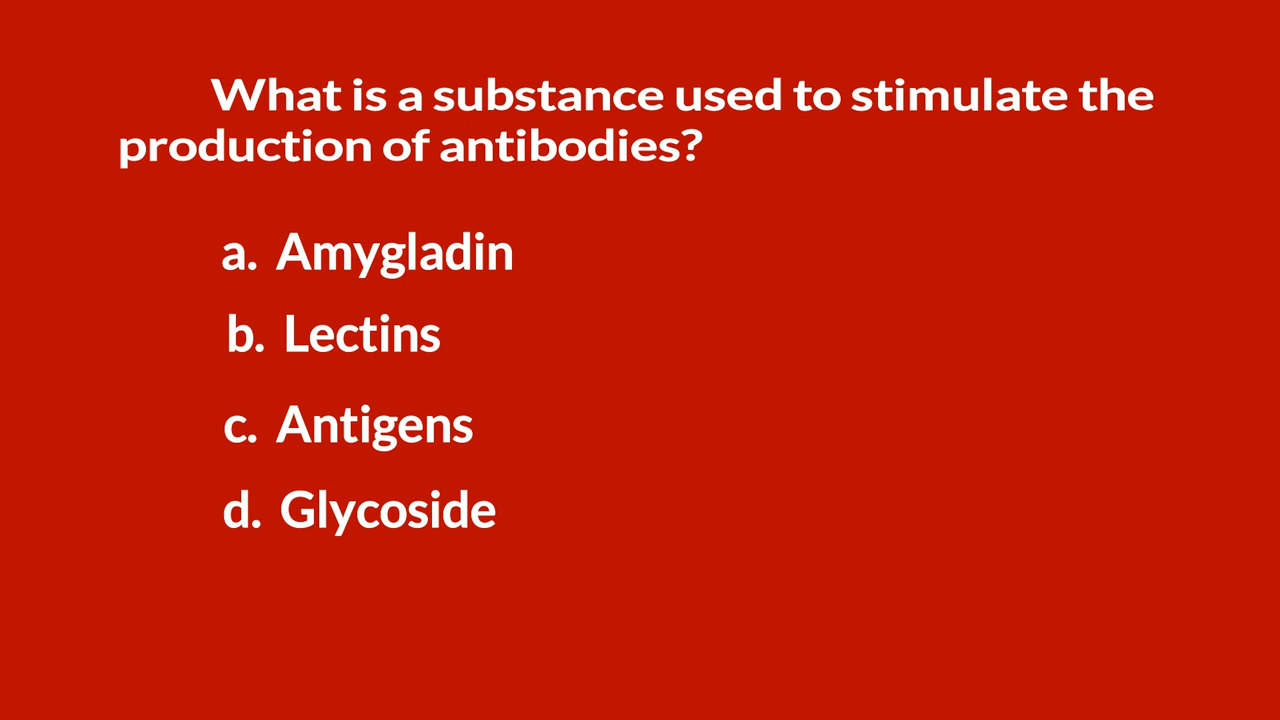 What is a substance used to stimulate the
production of antibodies?
a. Amygladin
b. Lectins
c. Antigens
d. Glycoside